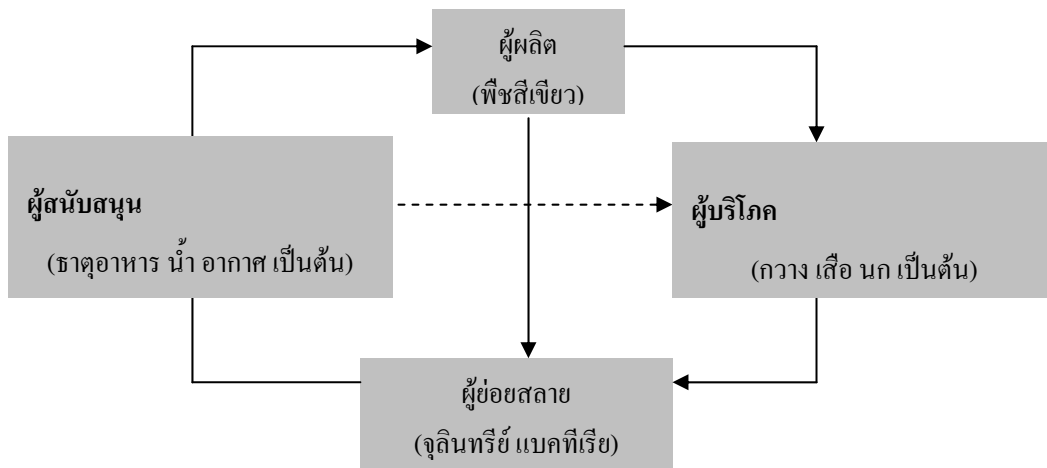 ผู้ผลิต
(พืชสีเขียว)
ผู้สนับสนุน
(ธาตุอาหาร น้ำ อากาศ เป็นต้น)
ผู้บริโภค
(กวาง เสือ นก เป็นต้น)
ผู้ย่อยสลาย
(จุลินทรีย์ แบคทีเรีย)